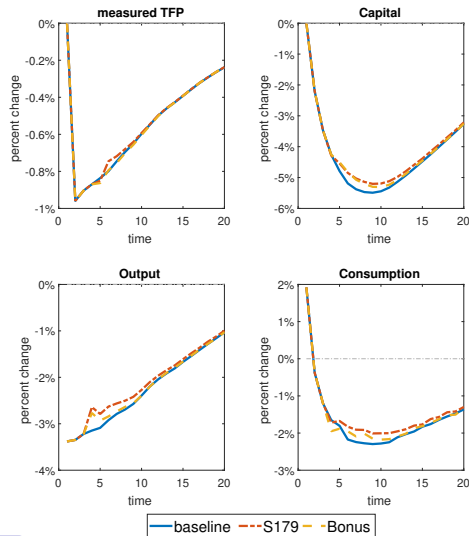 measured TFP
0%
-0.2%
-0.4%
-0.6%
-0.8%
-1%
percent change
0 5 10 15 20
time
Capital
0%
-1%
-2%
-3%
-4%
-5%
-6%
percent change
0 5 10 15 20
time
Output
0%
-1%
-2%
-3%
-4%
percent change
0 5 10 15 20
time
Consumption
2%
1%
0%
-1%
-2%
-3%
percent change
0 5 10 15 20
time
baseline S179 Bonus